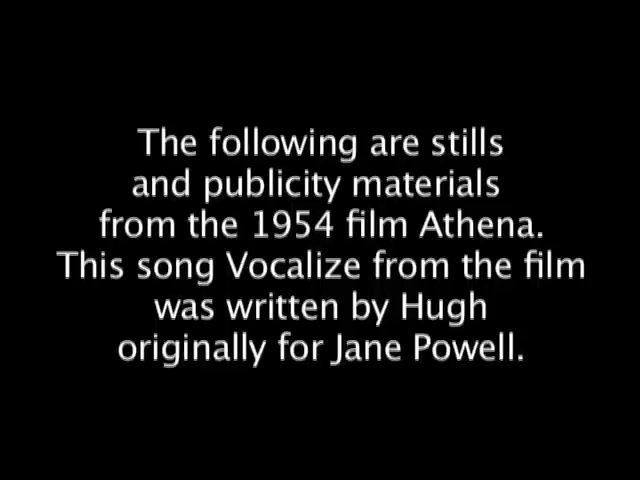 The following are stills
and publicity materials
from the 1954 film Athena.
This song Vocalize from the film
was written by Hugh
originally for Jane Powell.